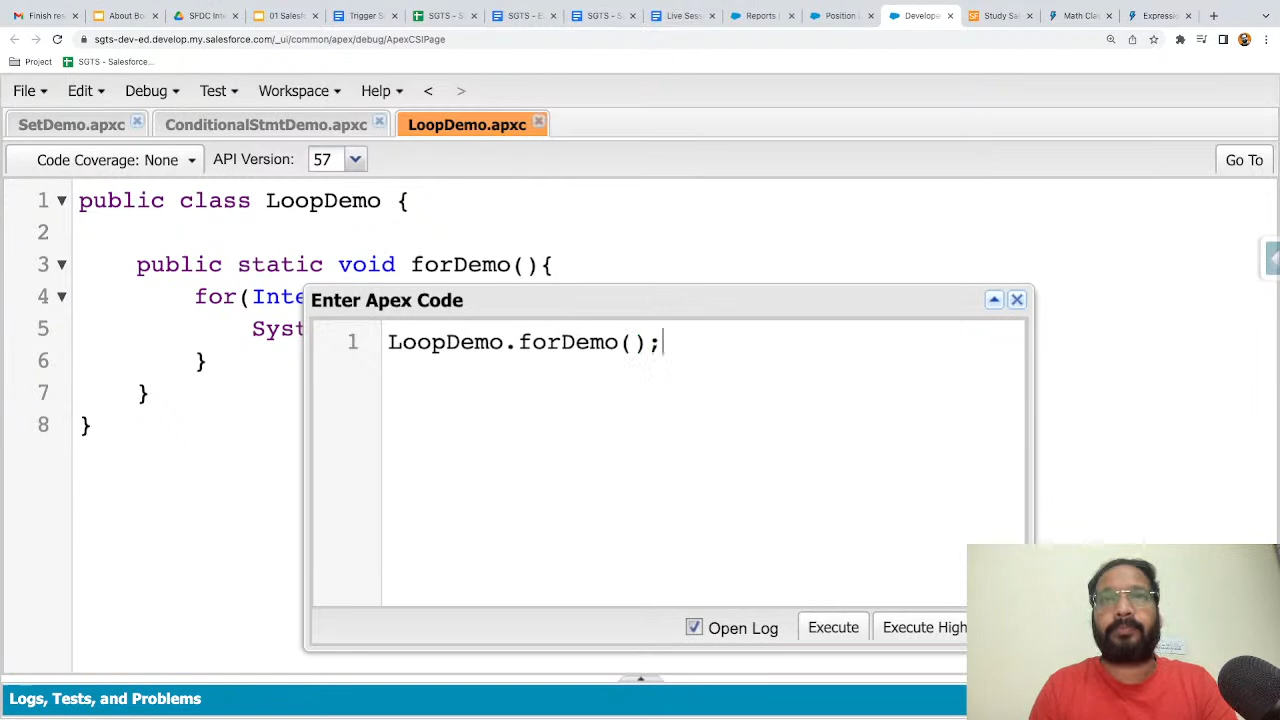 Finish res
About Bo
SFDC Inte
01 Salesf
Trigger S
SGTS - S
SGTS - E
SGTS - S
Live Sess
Reports |
Position L
Develope
Study Sal
Math Clas
Expressio
sgts-dev-ed.develop.my.salesforce.com/_ui/common/apex/debug/ApexCSIPage
Project SGTS - Salesforc...
File Edit Debug Test Workspace Help < >
SetDemo.apxc ConditionalStmtDemo.apxc LoopDemo.apxc
Code Coverage: None API Version: 57 Go To
1 public class LoopDemo {
2
3 public static void forDemo(){
4 for(Inte
5 Syst
6 }
7 }
8 }
Enter Apex Code
1 LoopDemo.forDemo();
Open Log Execute Execute High
Logs, Tests, and Problems